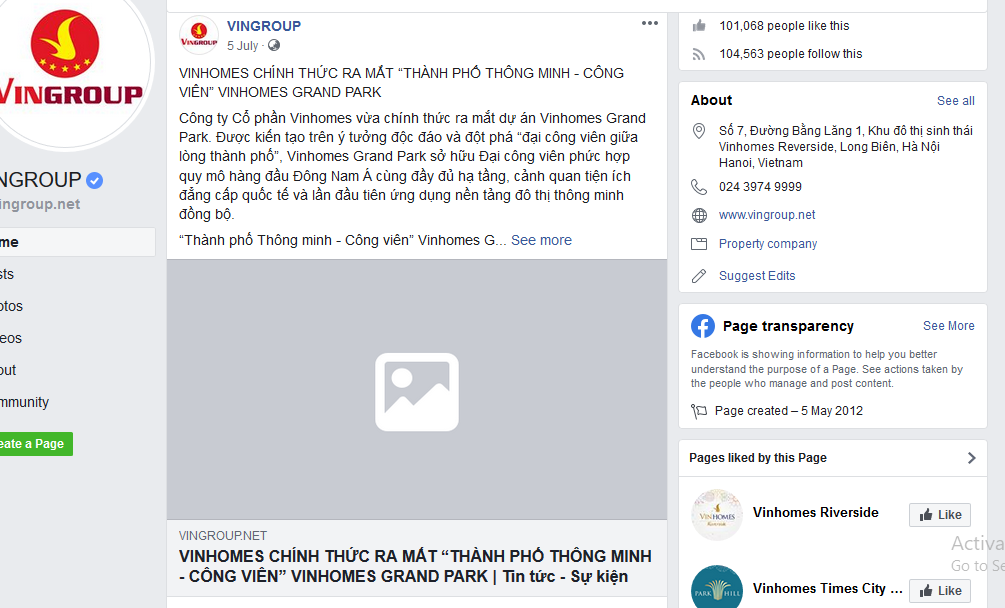 VINGROUP
NGROUP
ingroup.net
me
sts
otos
eos
out
mmunity
eate a Page
VINGROUP
VINGROUP
5 July ·
VINHOMES CHÍNH THỨC RA MẮT “THÀNH PHỐ THÔNG MINH - CÔNG
VIÊN” VINHOMES GRAND PARK
Công ty Cổ phần Vinhomes vừa chính thức ra mắt dự án Vinhomes Grand
Park. Được kiến tạo trên ý tưởng độc đáo và đột phá “đại công viên giữa
lòng thành phố”, Vinhomes Grand Park sở hữu Đại công viên phức hợp
quy mô hàng đầu Đông Nam Á cùng đầy đủ hạ tầng, cảnh quan tiện ích
đẳng cấp quốc tế và lần đầu tiên ứng dụng nền tảng đô thị thông minh
đồng bộ.
“Thành phố Thông minh - Công viên” Vinhomes G... See more
VINGROUP.NET
VINHOMES CHÍNH THỨC RA MẮT “THÀNH PHỐ THÔNG MINH
- CÔNG VIÊN” VINHOMES GRAND PARK | Tin tức - Sự kiện
101,068 people like this
104,563 people follow this
About See all
Số 7, Đường Bằng Lăng 1, Khu đô thị sinh thái
Vinhomes Riverside, Long Biên, Hà Nội
Hanoi, Vietnam
024 3974 9999
www.vingroup.net
Property company
Suggest Edits
Page transparency See More
Facebook is showing information to help you better
understand the purpose of a Page. See actions taken by
the people who manage and post content.
Page created – 5 May 2012
Pages liked by this Page
VINHOMES
Riverside
Vinhomes Riverside Like
Activa
Go to Se
PARK HILL
Vinhomes Times City ... Like